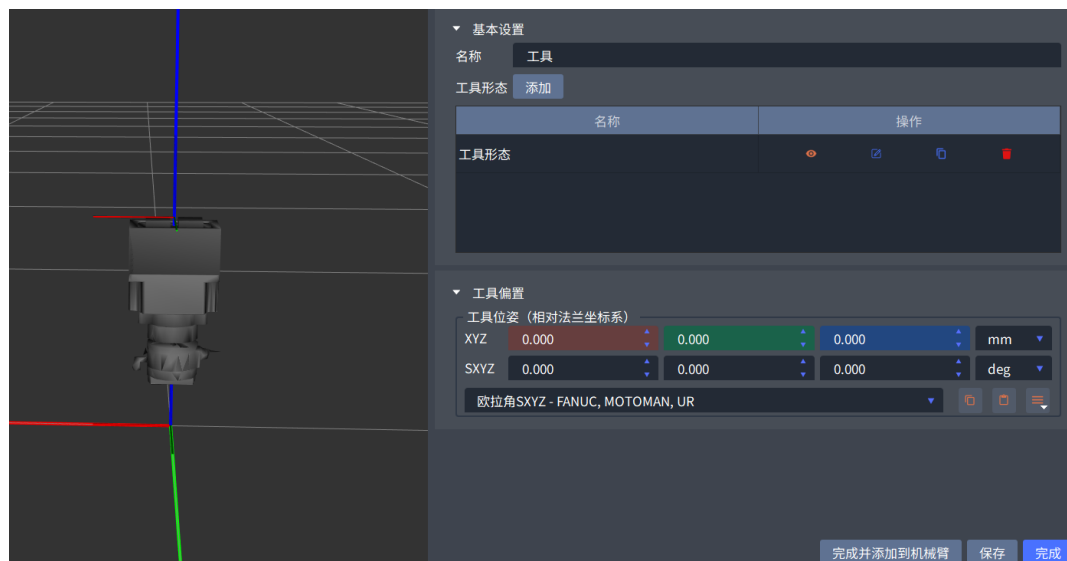 基本设置
名称 工具
工具形态 添加
名称 操作
工具形态
工具偏置
工具位姿（相对法兰坐标系）
XYZ 0.000 0.000 0.000 mm
SXYZ 0.000 0.000 0.000 deg
欧拉角SXYZ - FANUC, MOTOMAN, UR
完成并添加到机械臂 保存 完成